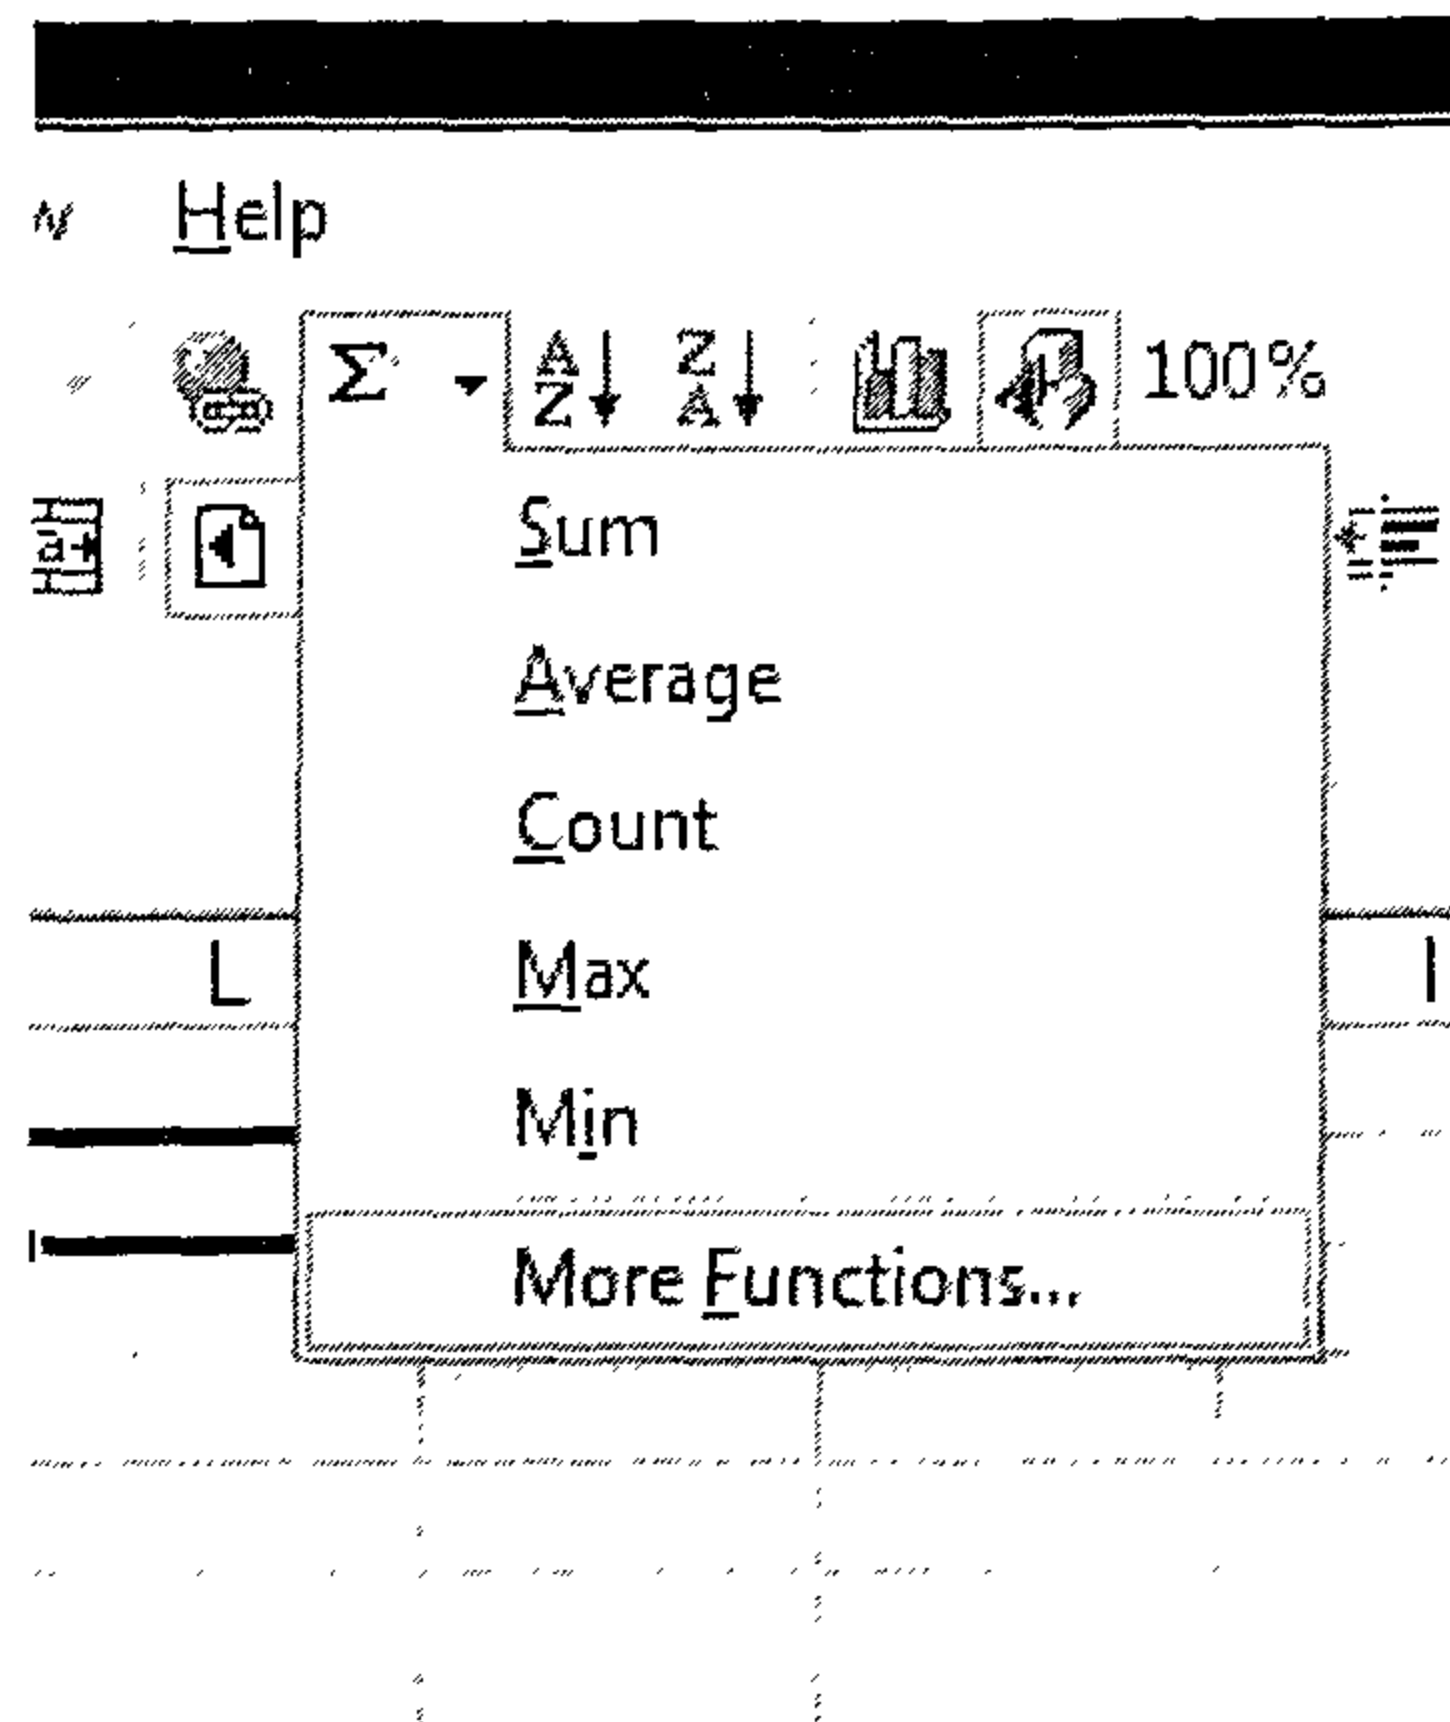 w Help
Σ A Z Z A 100%
a
Sum
Average
Count
L Max
Min
More Functions...